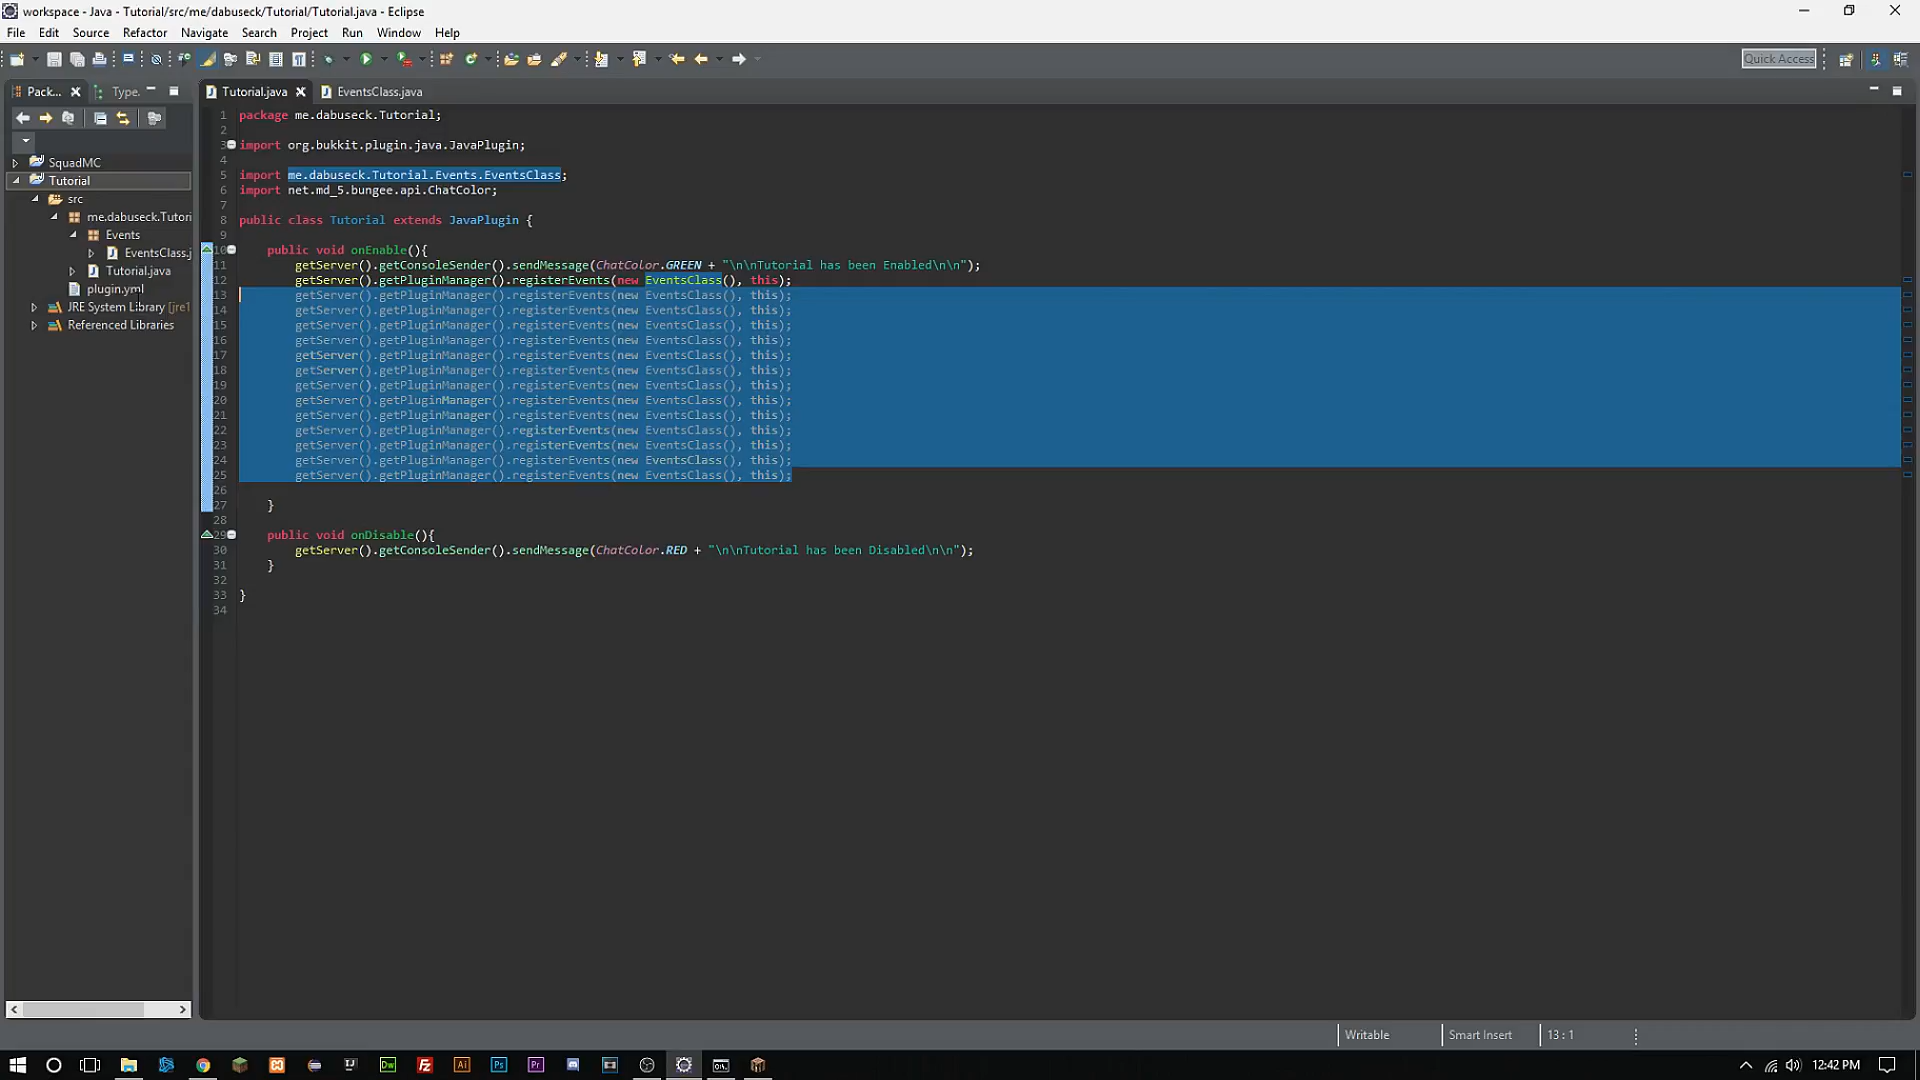 workspace - Java - Tutorial/src/me/dabuseck/Tutorial/Tutorial.java - Eclipse
File Edit Source Refactor Navigate Search Project Run Window Help
Quick Access
Pack... Type. Tutorial.java EventsClass.java
SquadMC
Tutorial
src
me.dabuseck.Tutori
Events
EventsClass.j
Tutorial.java
plugin.yml
JRE System Library [jre1
Referenced Libraries
1 package me.dabuseck.Tutorial;
2
3 import org.bukkit.plugin.java.JavaPlugin;
4
5 import me.dabuseck.Tutorial.Events.EventsClass;
6 import net.md_5.bungee.api.ChatColor;
7
8 public class Tutorial extends JavaPlugin {
9
10 public void onEnable(){
11 getServer().getConsoleSender().sendMessage(ChatColor.GREEN + "\n\nTutorial has been Enabled\n\n");
12 getServer().getPluginManager().registerEvents(new EventsClass(), this);
13 getServer().getPluginManager().registerEvents(new EventsClass(), this);
14 getServer().getPluginManager().registerEvents(new EventsClass(), this);
15 getServer().getPluginManager().registerEvents(new EventsClass(), this);
16 getServer().getPluginManager().registerEvents(new EventsClass(), this);
17 getServer().getPluginManager().registerEvents(new EventsClass(), this);
18 getServer().getPluginManager().registerEvents(new EventsClass(), this);
19 getServer().getPluginManager().registerEvents(new EventsClass(), this);
20 getServer().getPluginManager().registerEvents(new EventsClass(), this);
21 getServer().getPluginManager().registerEvents(new EventsClass(), this);
22 getServer().getPluginManager().registerEvents(new EventsClass(), this);
23 getServer().getPluginManager().registerEvents(new EventsClass(), this);
24 getServer().getPluginManager().registerEvents(new EventsClass(), this);
25 getServer().getPluginManager().registerEvents(new EventsClass(), this);
26
27 }
28
29 public void onDisable(){
30 getServer().getConsoleSender().sendMessage(ChatColor.RED + "\n\nTutorial has been Disabled\n\n");
31 }
32
33 }
34
Writable Smart Insert 13 : 1
Dw Fz Ai Ps Pr 12:42 PM